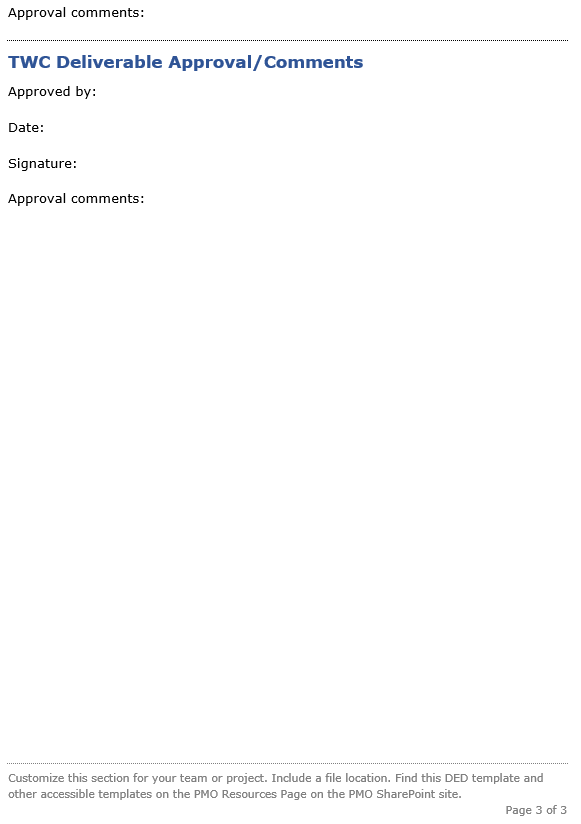 Approval comments:
TWC Deliverable Approval/Comments
Approved by:
Date:
Signature:
Approval comments:
Customize this section for your team or project. Include a file location. Find this DED template and
other accessible templates on the PMO Resources Page on the PMO SharePoint site.
Page 3 of 3